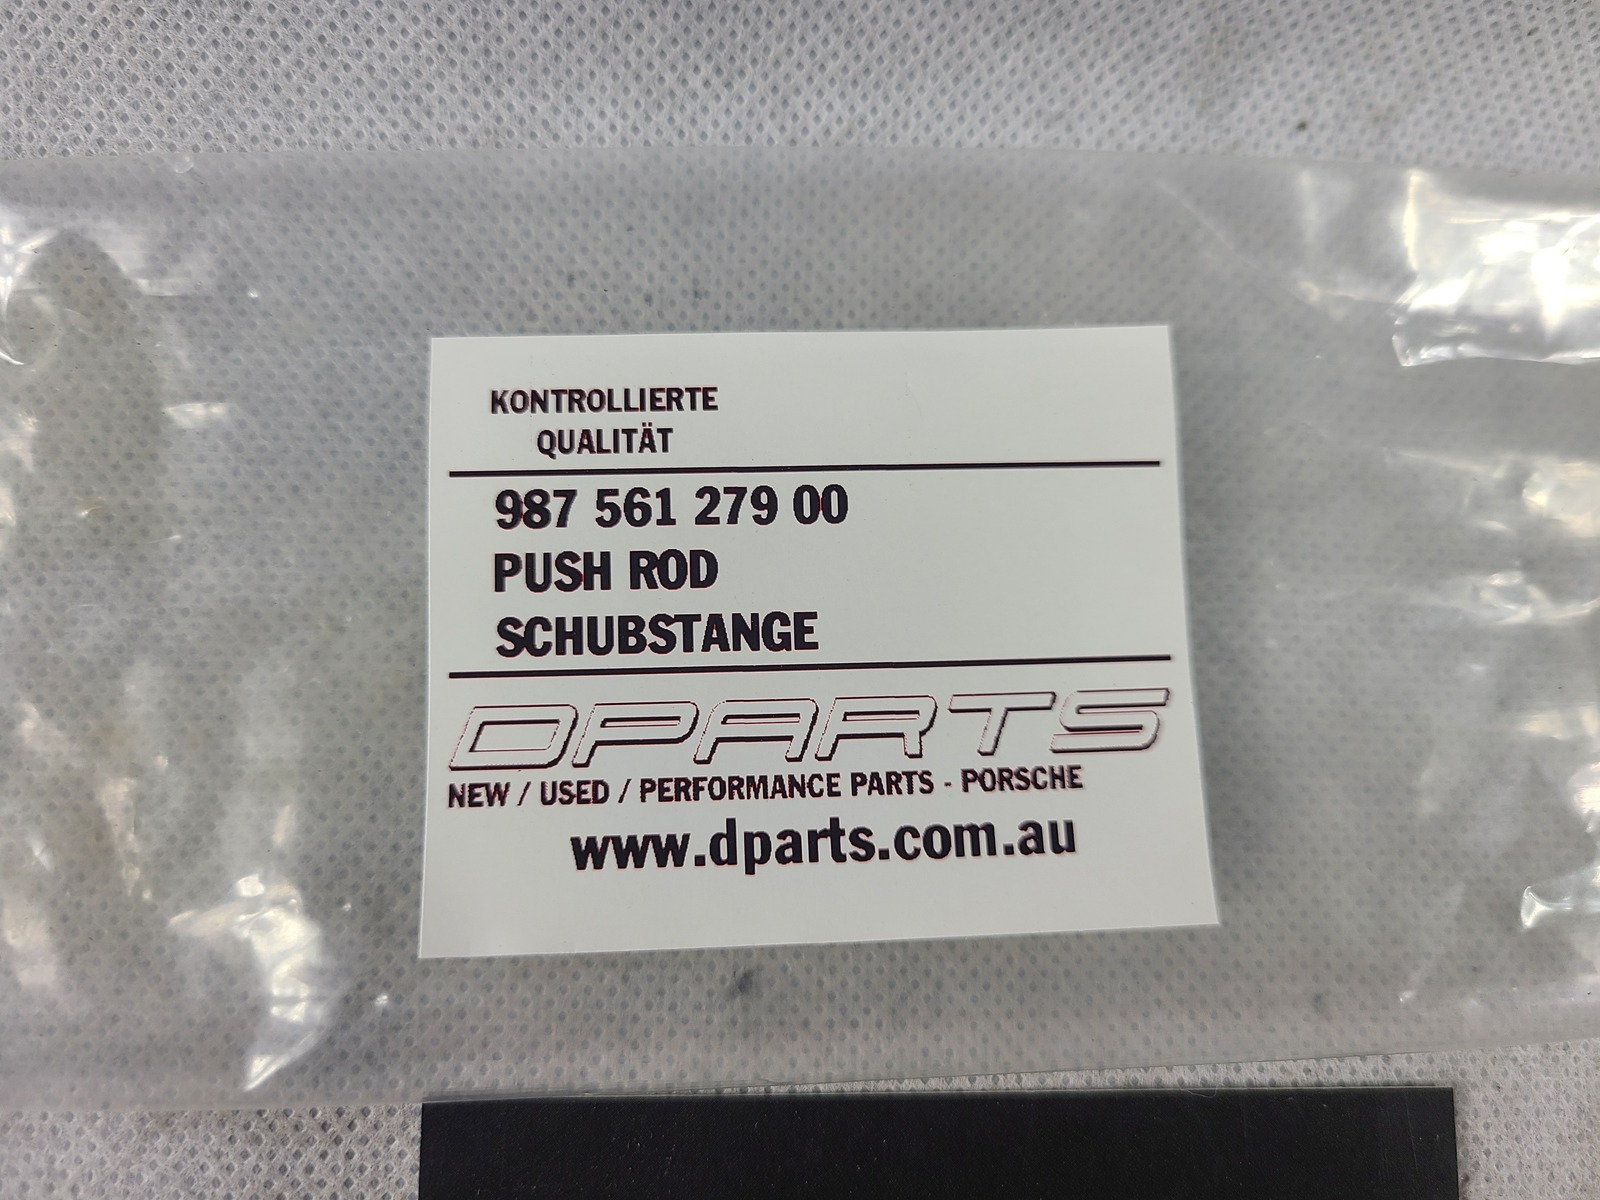 KONTROLLIERTE
QUALITÄT
987 561 279 00
PUSH ROD
SCHUBSTANGE
DPARTS
NEW / USED / PERFORMANCE PARTS - PORSCHE
www.dparts.com.au